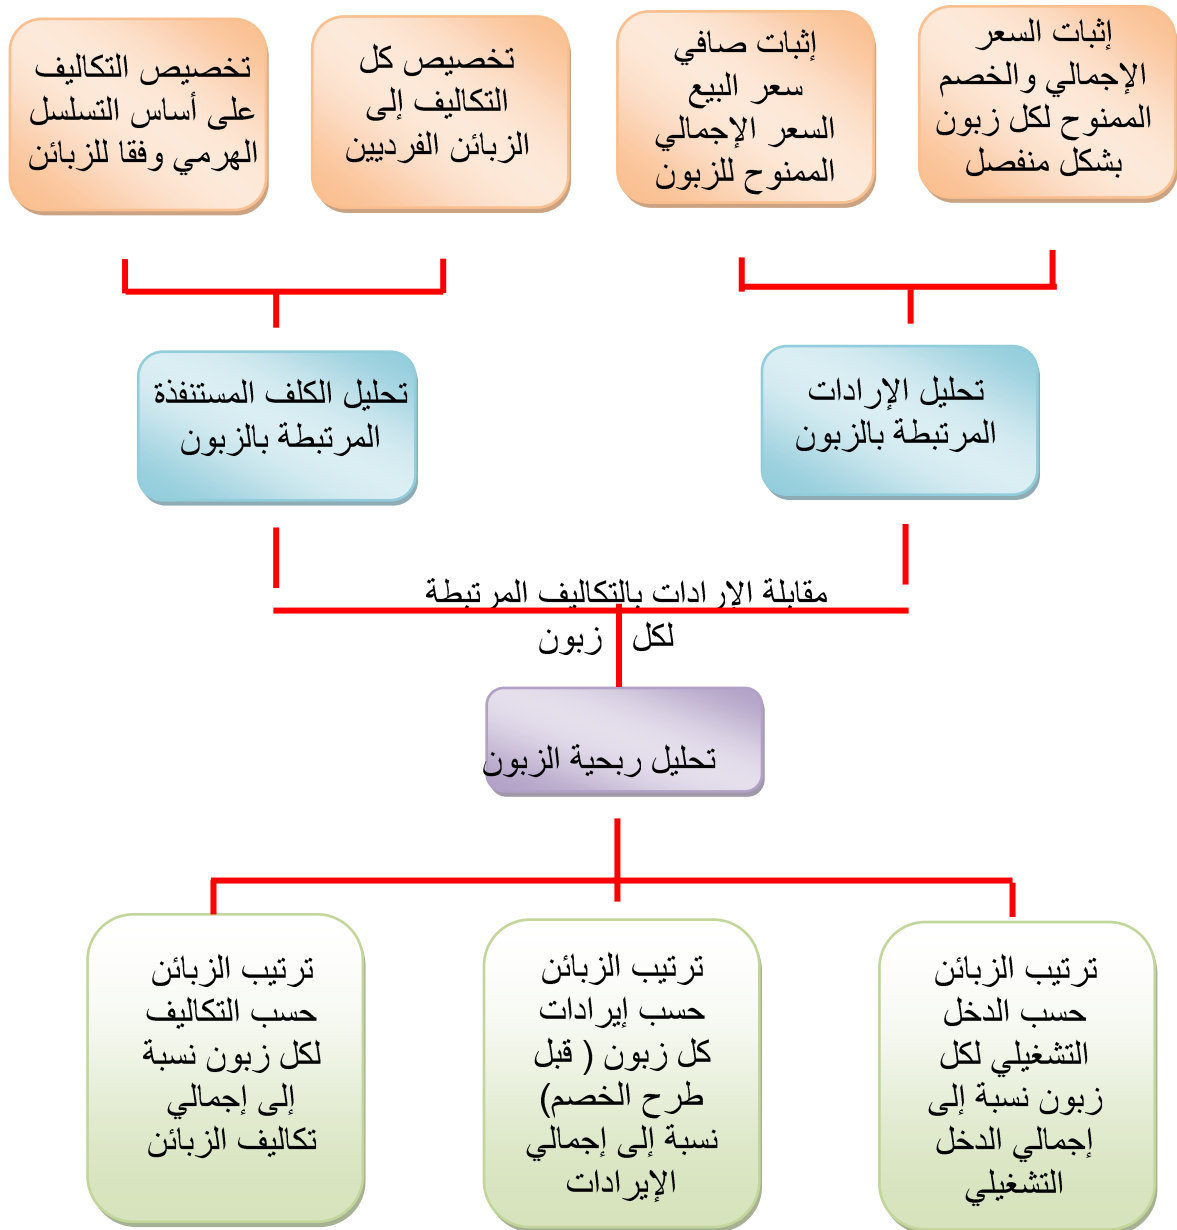 إثبات السعر
الإجمالي والخصم
الممنوح لكل زبون
بشكل منفصل
إثبات صافي
سعر البيع
السعر الإجمالي
الممنوح للزبون
تخصيص كل
التكاليف إلى
الزبائن الفرديين
تخصيص التكاليف
على أساس التسلسل
الهرمي وفقا للزبائن
تحليل الإرادات
المرتبطة بالزبون
تحليل الكلف المستنفذة
المرتبطة بالزبون
مقابلة الإرادات بالتكاليف المرتبطة
لكل زبون
تحليل ربحية الزبون
ترتيب الزبائن
حسب الدخل
التشغيلي لكل
زبون نسبة إلى
إجمالي الدخل
التشغيلي
ترتيب الزبائن
حسب إيرادات
كل زبون ( قبل
طرح الخصم)
نسبة إلى إجمالي
الإيرادات
ترتيب الزبائن
حسب التكاليف
لكل زبون نسبة
إلى إجمالي
تكاليف الزبائن